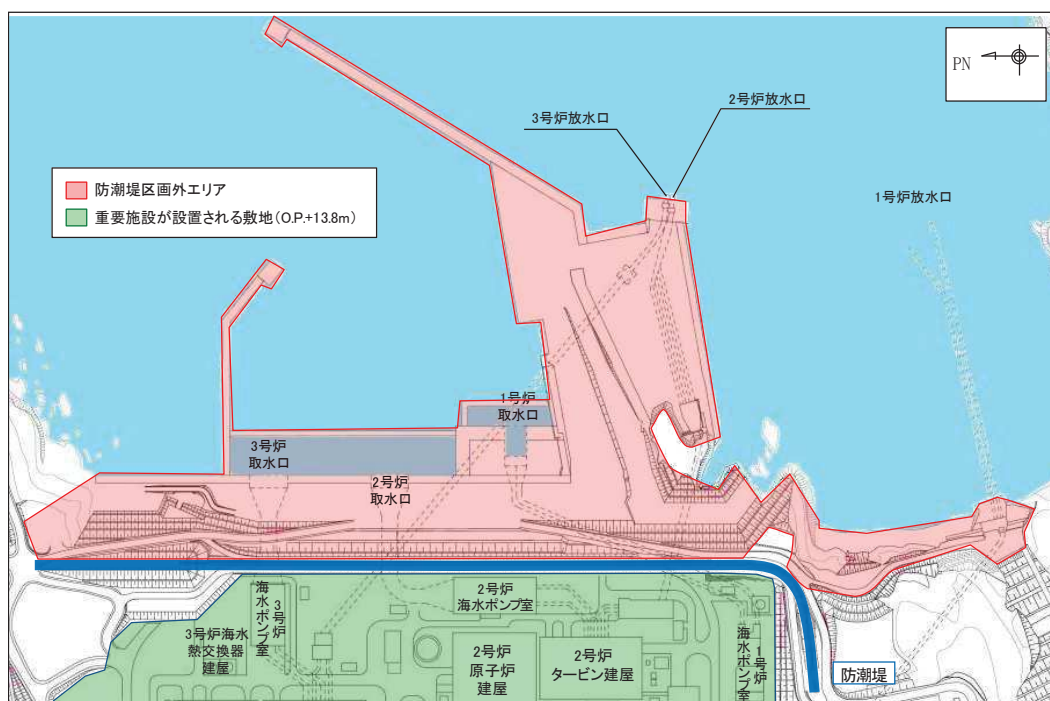 PN
2号炉放水口
3号炉放水口
1号炉放水口
防潮堤区画外エリア
重要施設が設置される敷地(O.P.+13.8m)
1号炉
取水口
3号炉
取水口
2号炉
取水口
3号炉
海水ポンプ室
2号炉
海水ポンプ室
3号炉海水
熱交換器
建屋
2号炉
原子炉
建屋
2号炉
タービン建屋
1号炉
海水ポンプ室
防潮堤